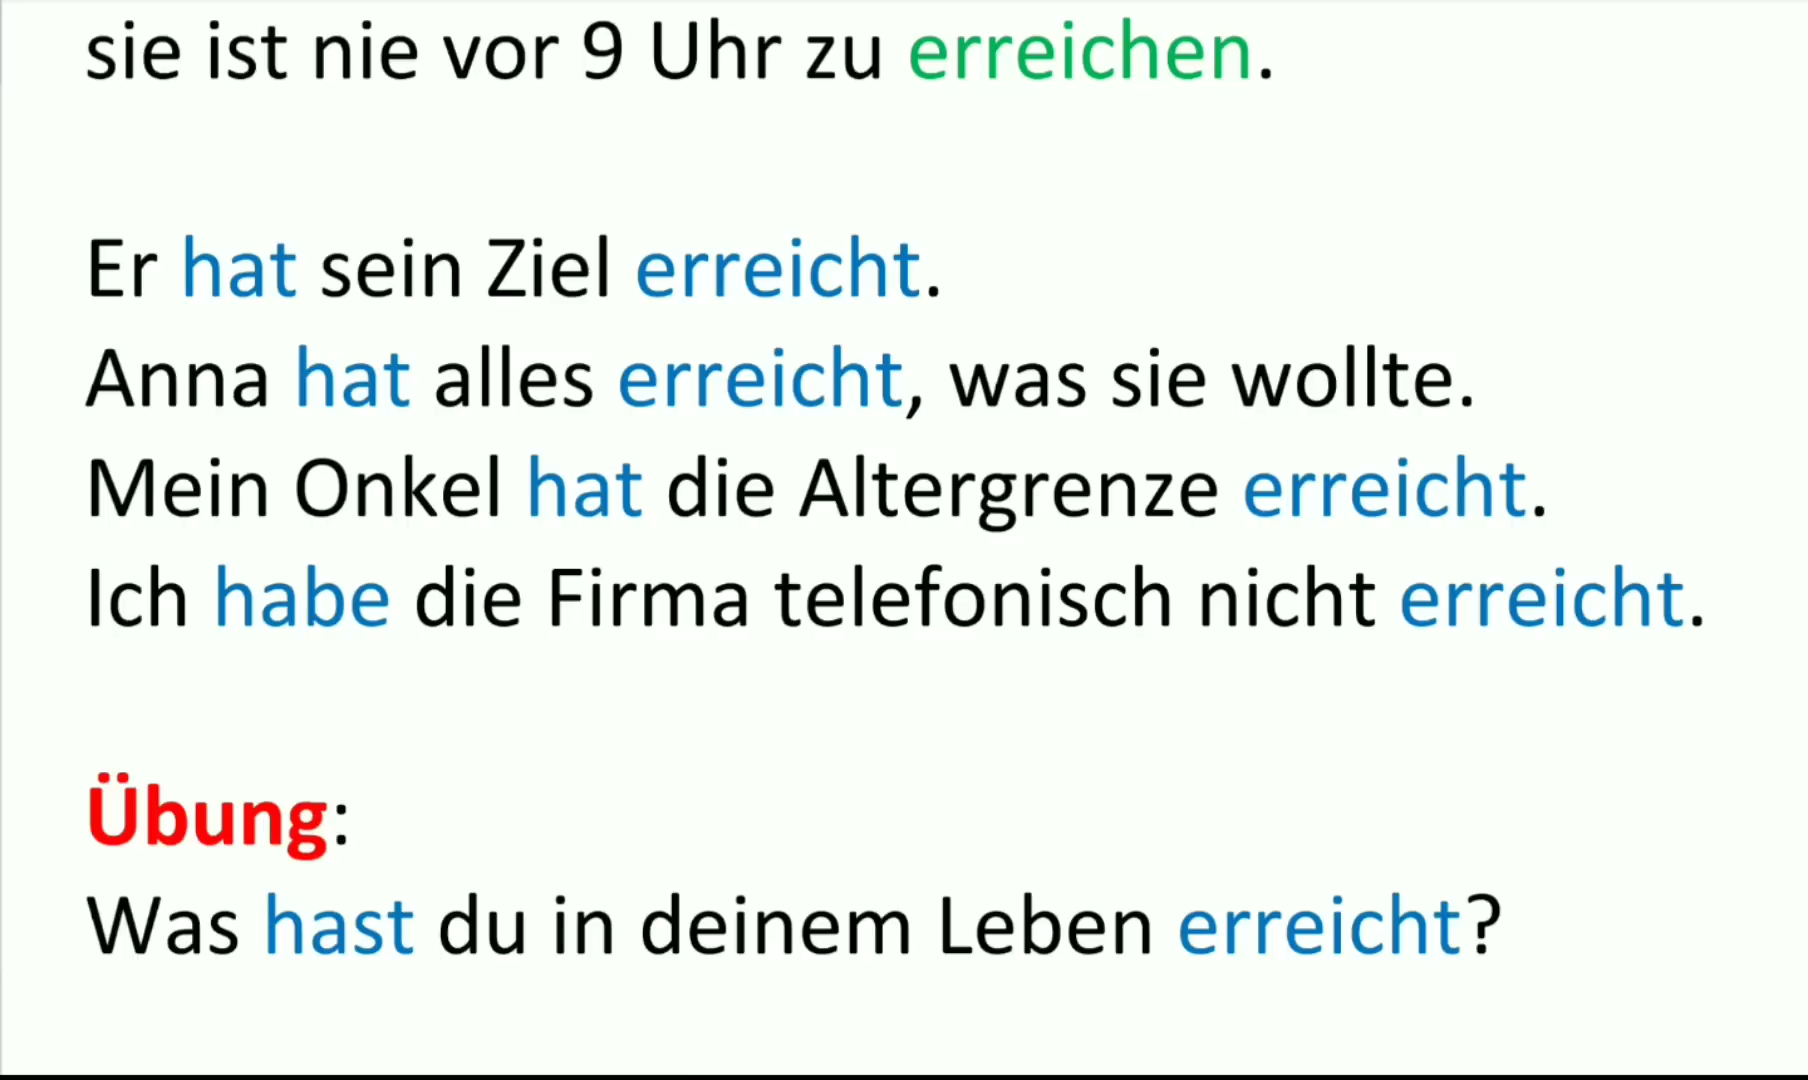 sie ist nie vor 9 Uhr zu erreichen.
Er hat sein Ziel erreicht.
Anna hat alles erreicht, was sie wollte.
Mein Onkel hat die Altergrenze erreicht.
Ich habe die Firma telefonisch nicht erreicht.
Übung:
Was hast du in deinem Leben erreicht?